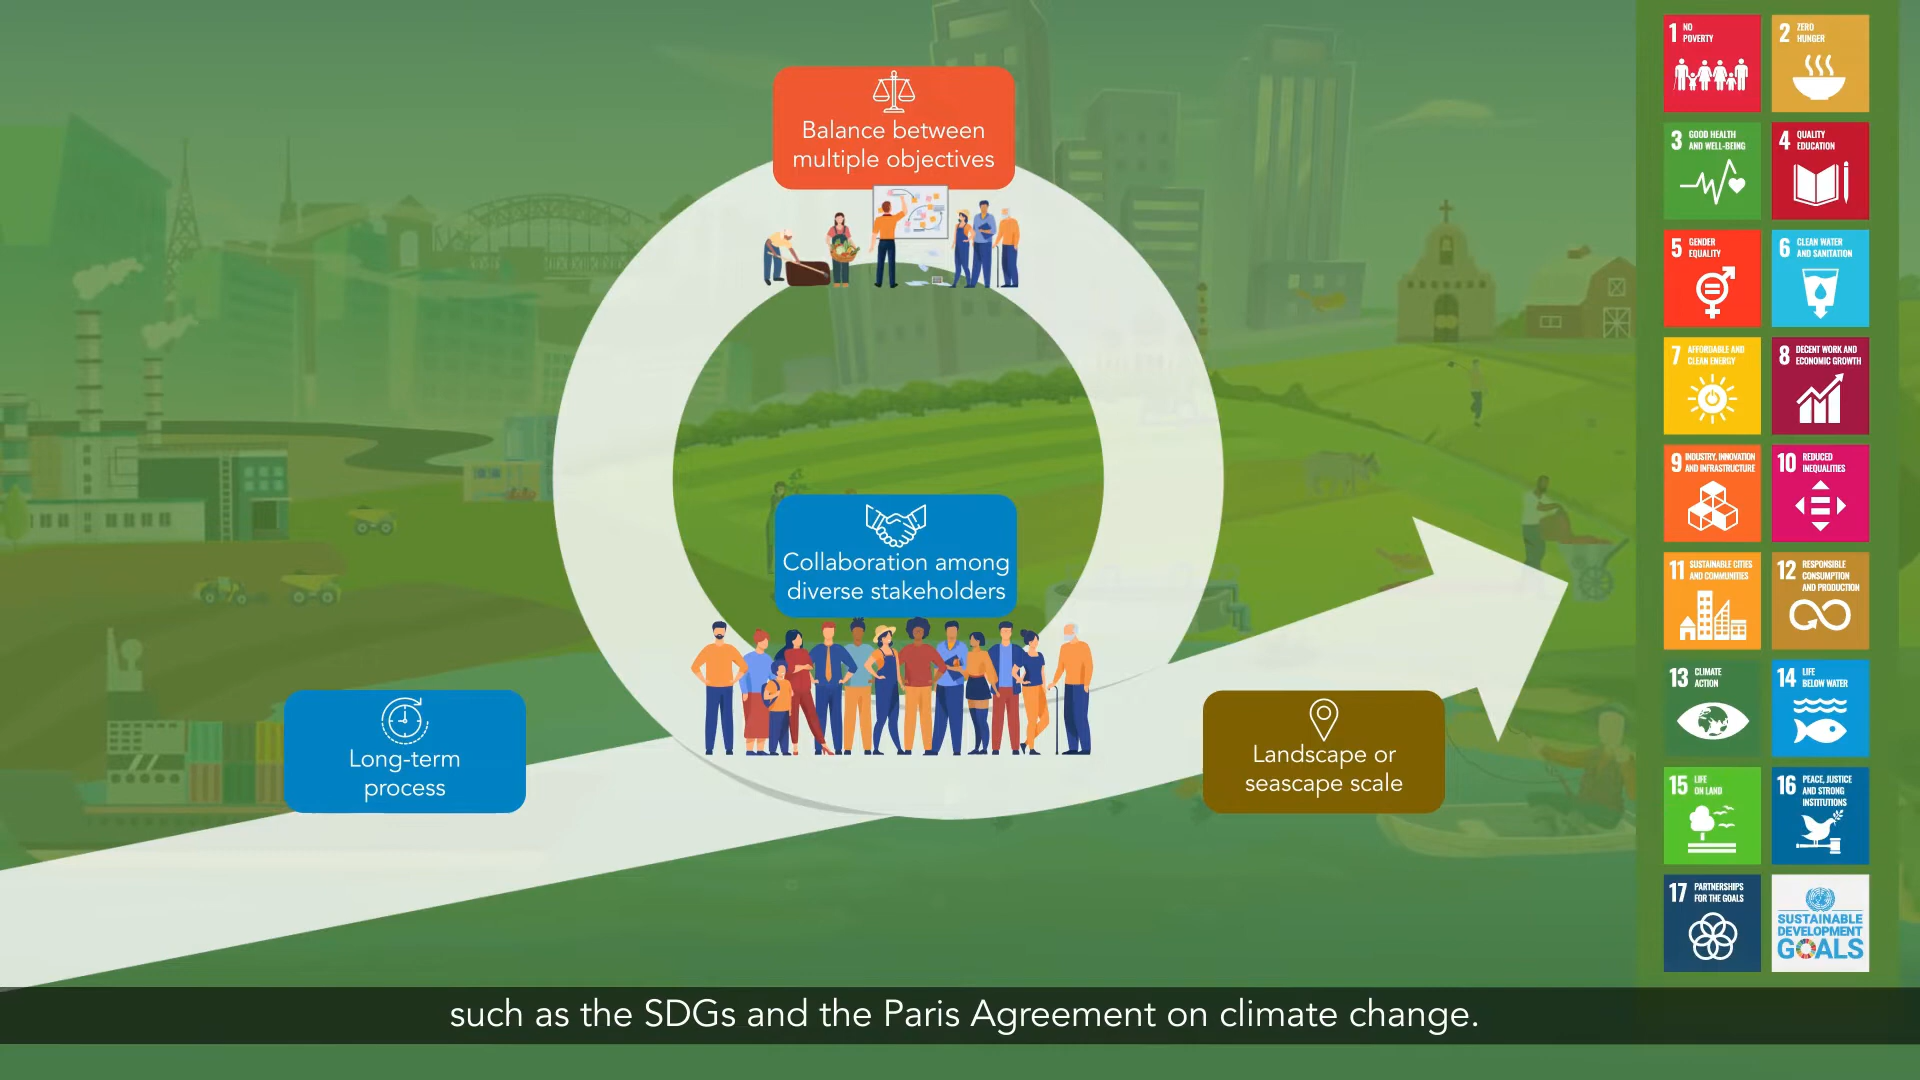 Balance between
multiple objectives
Collaboration among
diverse stakeholders
Long-term
process
Landscape or
seascape scale
1 NO
POVERTY
2 ZERO
HUNGER
3 GOOD HEALTH
AND WELL-BEING
4 QUALITY
EDUCATION
5 GENDER
EQUALITY
6 CLEAN WATER
AND SANITATION
7 AFFORDABLE AND
CLEAN ENERGY
8 DECENT WORK AND
ECONOMIC GROWTH
9 INDUSTRY, INNOVATION
AND INFRASTRUCTURE
10 REDUCED
INEQUALITIES
11 SUSTAINABLE CITIES
AND COMMUNITIES
12 RESPONSIBLE
CONSUMPTION
AND PRODUCTION
13 CLIMATE
ACTION
14 LIFE
BELOW WATER
15 LIFE
ON LAND
16 PEACE, JUSTICE
AND STRONG
INSTITUTIONS
17 PARTNERSHIPS
FOR THE GOALS
SUSTAINABLE
DEVELOPMENT
GOALS
such as the SDGs and the Paris Agreement on climate change.